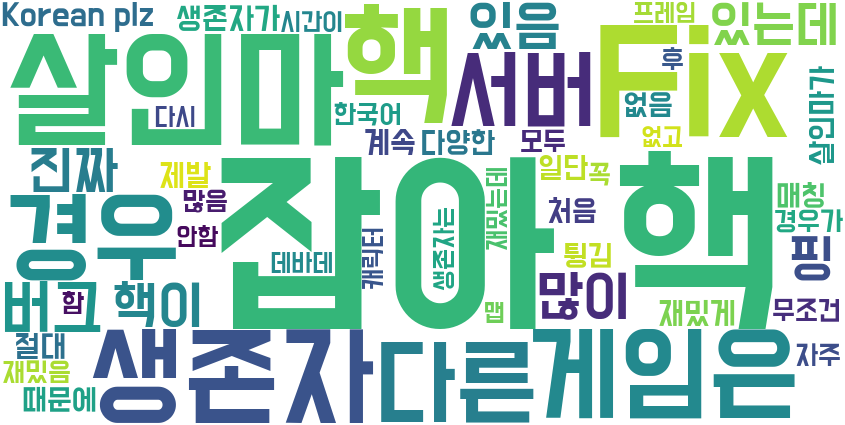 Korean plz
생존자가
시간이
있음
프레임
있는데
살인마
핵
서버
Fix
후
다시
한국어
없음
없고
살인마가
진짜
제발
계속
다양한
모두
일단
꼭
많음
경우
잡아 핵
재밌는데
처음
매칭
경우가
안함
생존자는
데바데
캐릭터
튕김
핑
버그
함
핵이
맵
많이
재밌게
무조건
절대
생존자
다른
게임은
자주
재밌음
때문에